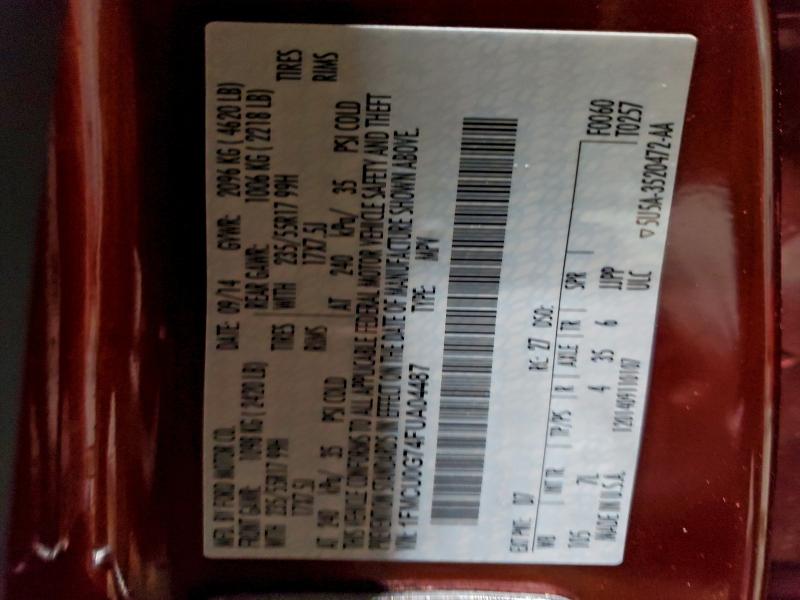 MFD. BY FORD MOTOR CO.
DATE: 09/14 GVWR: 2096 KG ( 4620 LB)
FRONT GAWR: 1098 KG ( 2420 LB) REAR GAWR: 1006 KG ( 2218 LB)
WITH 235/55R17 99H TIRES WITH 235/55R17 99H TIRES
17X7.5J RIMS 17X7.5J RIMS
AT 240 kPa/ 35 PSI COLD AT 240 kPa/ 35 PSI COLD
THIS VEHICLE CONFORMS TO ALL APPLICABLE FEDERAL MOTOR VEHICLE SAFETY AND THEFT
PREVENTION STANDARDS IN EFFECT ON THE DATE OF MANUFACTURE SHOWN ABOVE.
VIN: 1FMCU0G74FUA04487 TYPE: MPV
EXT PNT: D7 RC: 27 DSO: F0060
WB INT TR TP/PS R AXLE TR SPR T0257
105 7L 4 35 6 JJPP
MADE IN U.S.A. 12014091110107 ULC
▽5U5A-3520472-AA